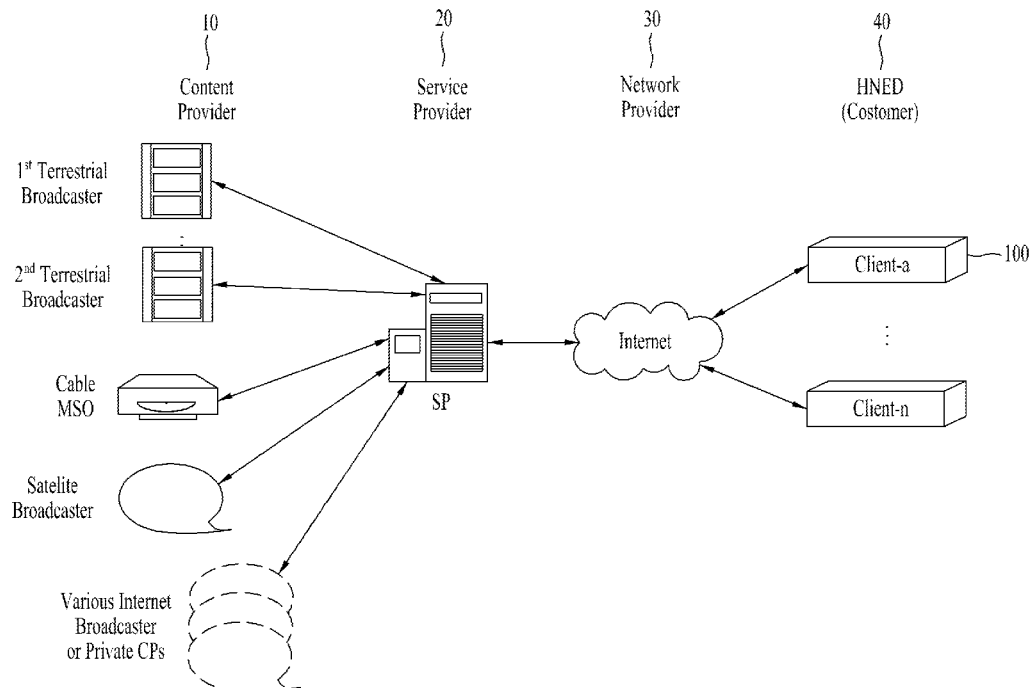 10
20
30
40
Content
Provider
Service
Provider
Network
Provider
HNED
(Costomer)
1st Terrestrial
Broadcaster
2nd Terrestrial
Broadcaster
Cable
MSO
Satelite
Broadcaster
Various Internet
Broadcaster
or Private CPs
SP
Internet
Client-a
100
Client-n